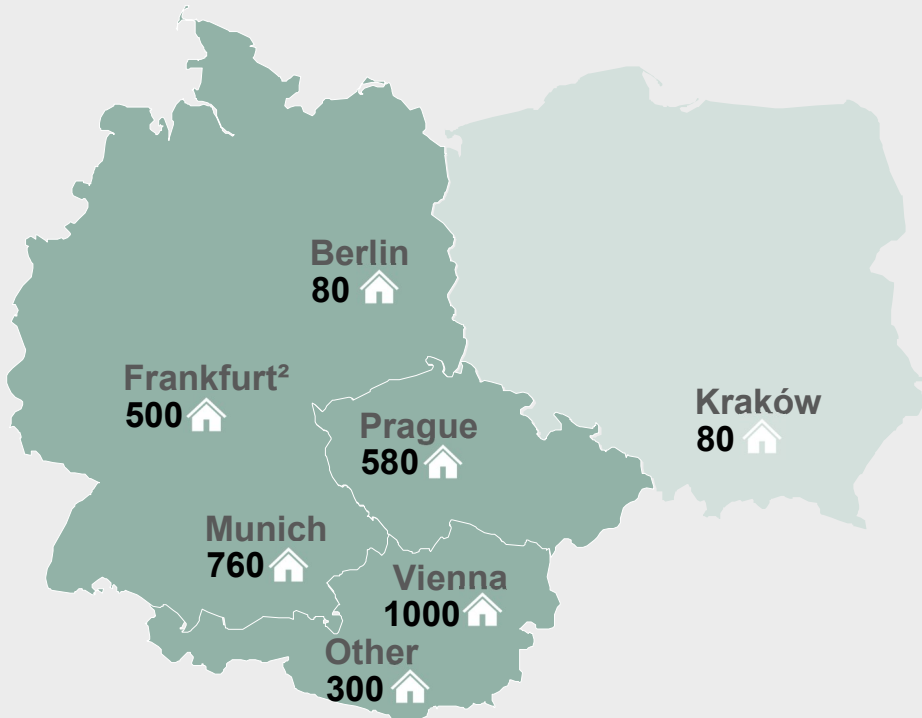 Berlin
80
Frankfurt²
500
Kraków
80
Prague
580
Munich
760
Vienna
1000
Other
300